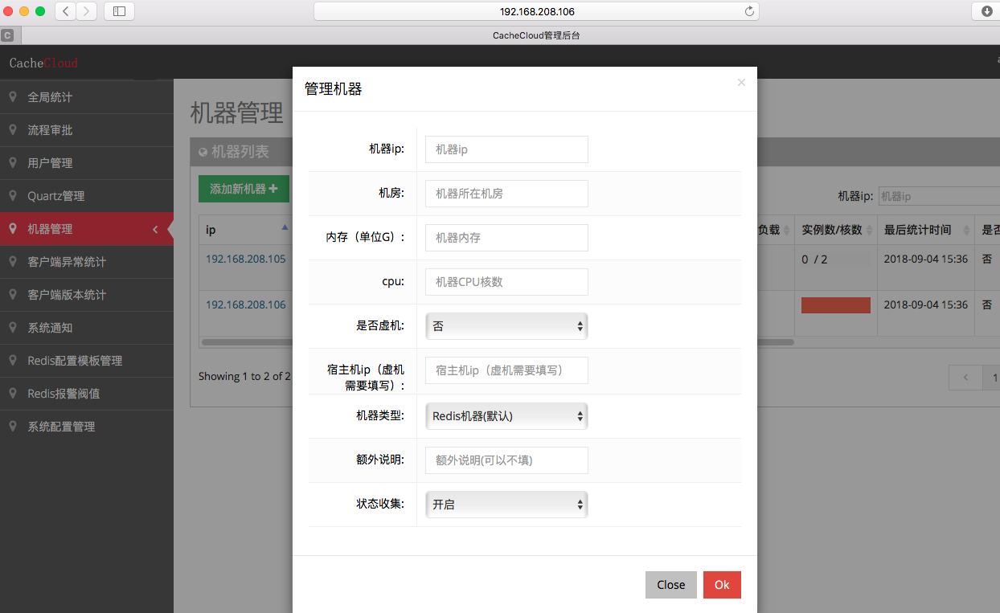 192.168.208.106
C
CacheCloud管理后台
CacheCloud
全局统计
流程审批
用户管理
Quartz管理
机器管理
客户端异常统计
客户端版本统计
系统通知
Redis配置模板管理
Redis报警阀值
系统配置管理
机器管理
机器列表
添加新机器
机器ip:
机器ip
ip
负载
实例数/核数
最后统计时间
是否
192.168.208.105
0 / 2
2018-09-04 15:36
否
192.168.208.106
2018-09-04 15:36
否
Showing 1 to 2 of 2
1
管理机器
×
机器ip:
机器ip
机房:
机器所在机房
内存（单位G）:
机器内存
cpu:
机器CPU核数
是否虚机:
否
宿主机ip（虚机
需要填写）:
宿主机ip（虚机需要填写）
机器类型:
Redis机器(默认)
额外说明:
额外说明(可以不填)
状态收集:
开启
Close
Ok